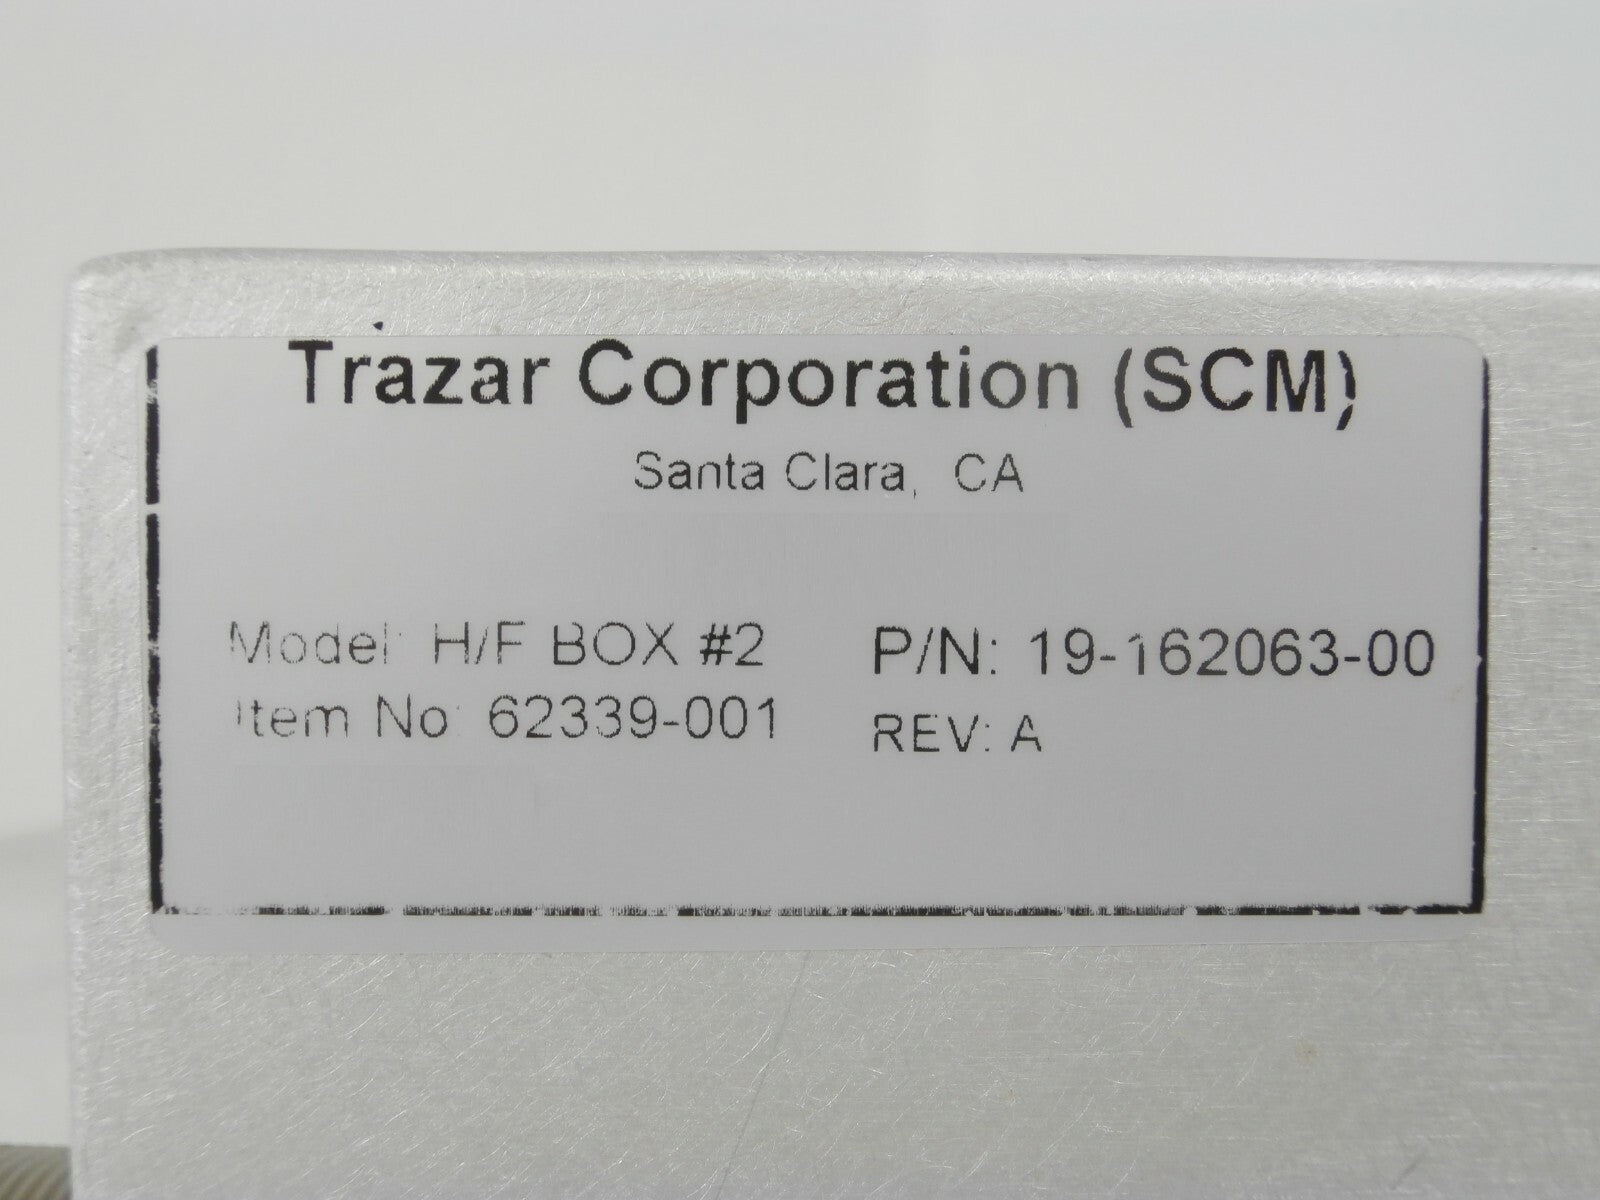 Trazar Corporation (SCM)
Santa Clara, CA
Model: H/F BOX #2
P/N: 19-162063-00
Item No: 62339-001
REV: A